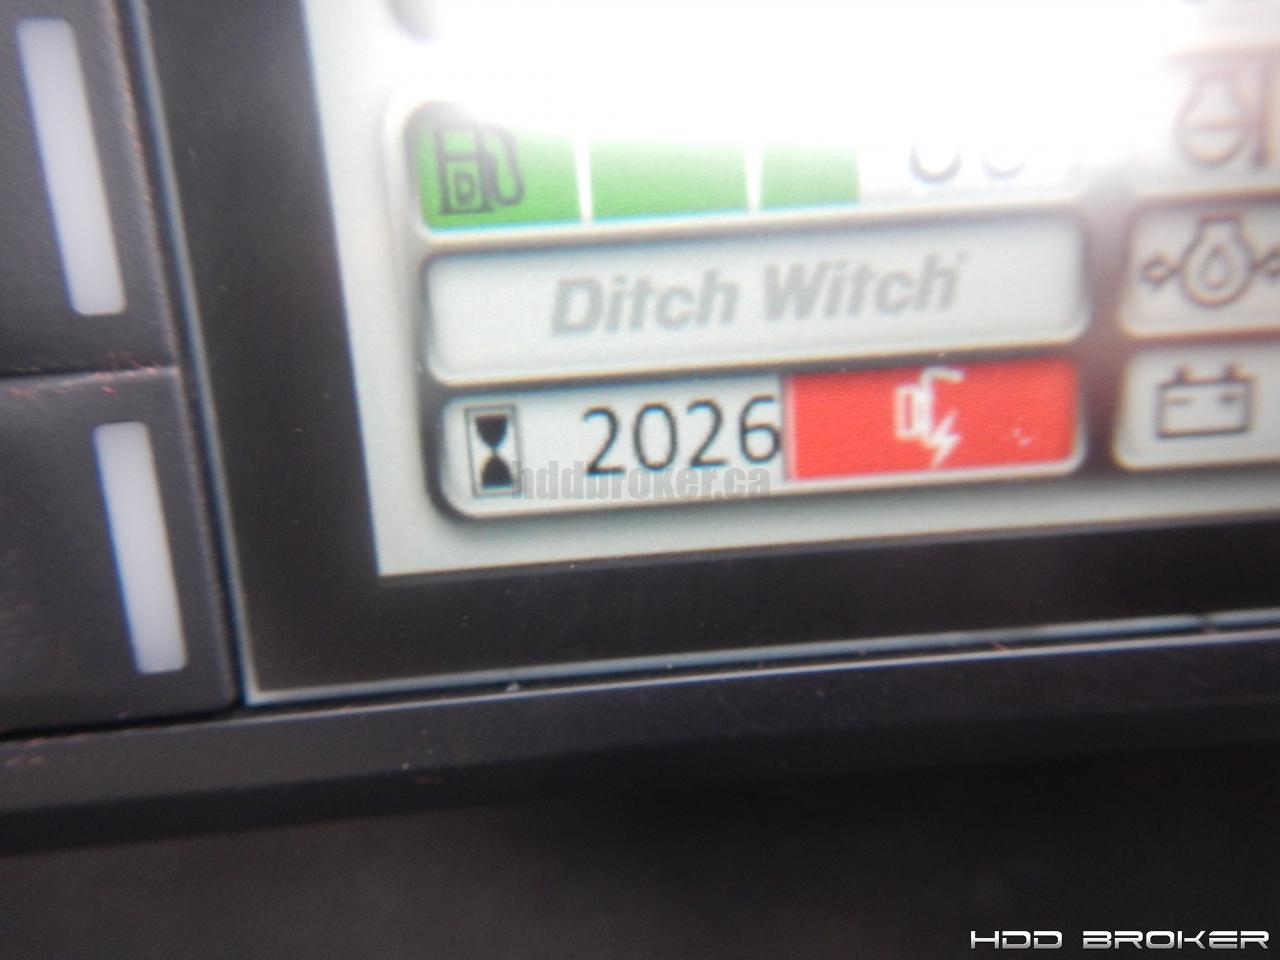 D
Ditch Witch
2026
hddbroker.ca
HDD BROKER